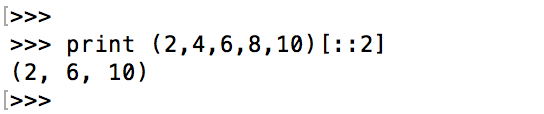 [>>>
>>> print (2,4,6,8,10)[::2]
(2, 6, 10)
[>>>